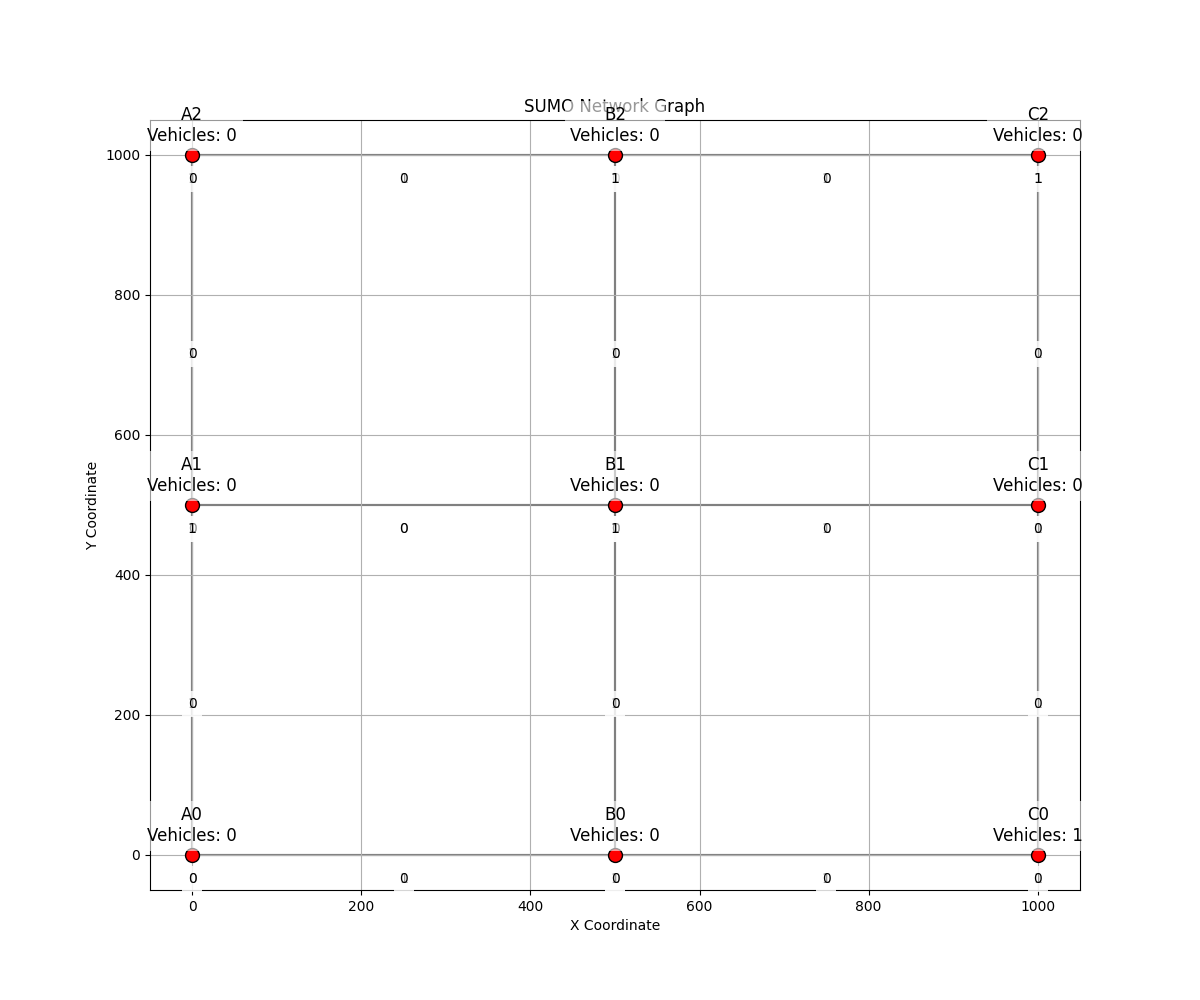 SUMO Network Graph
A2 B2 C2
Vehicles: 0 Vehicles: 0 Vehicles: 0
1000
0 0 1 0 1
800
0 0 0
600
A1 B1 C1
Vehicles: 0 Vehicles: 0 Vehicles: 0
1 0 1 0 0
400
200
0 0 0
A0 B0 C0
Vehicles: 0 Vehicles: 0 Vehicles: 1
0
0 0 0 0 0
0 200 400 600 800 1000
X Coordinate
Y Coordinate